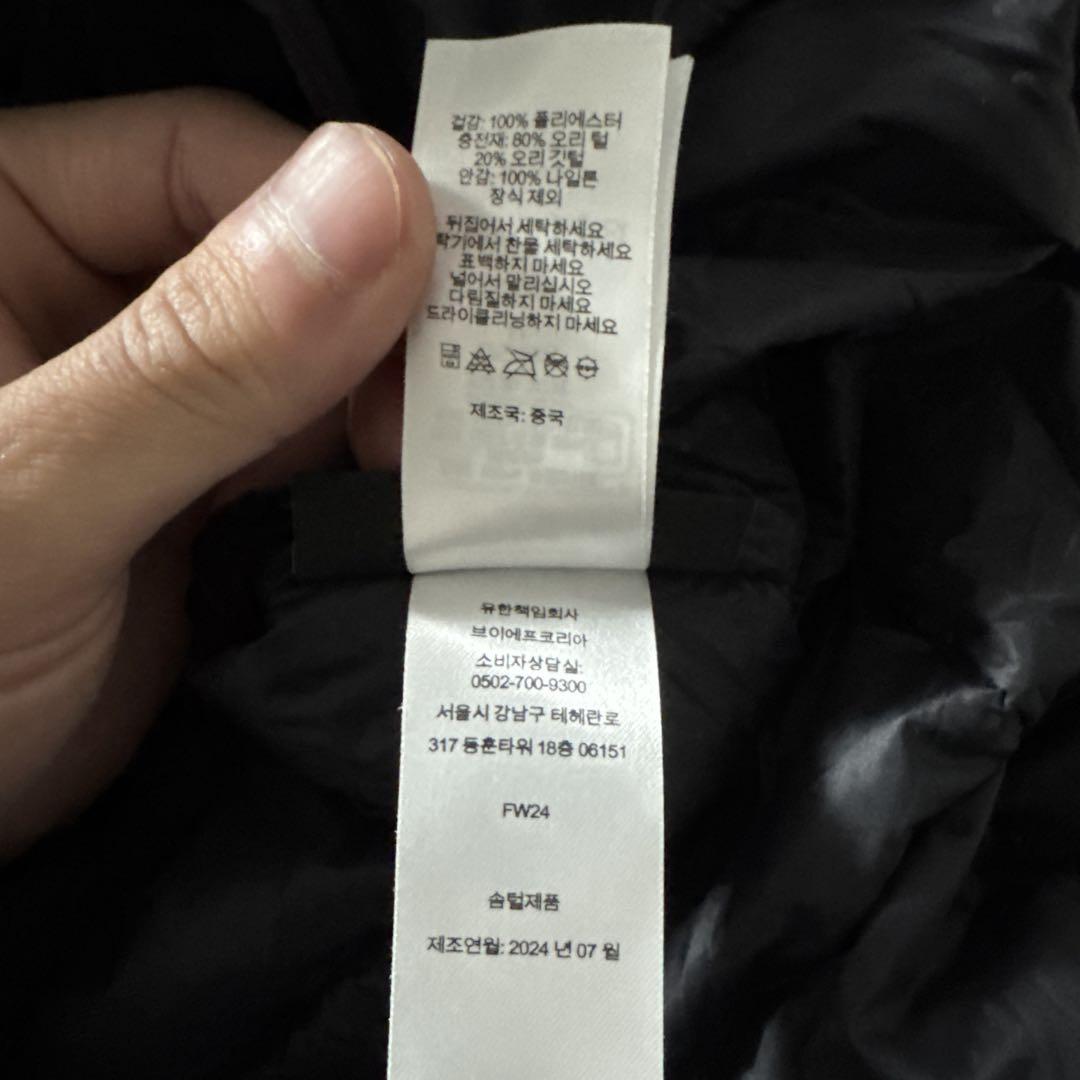 겉감: 100% 폴리에스터
충전재: 80% 오리 털
20% 오리 깃털
안감: 100% 나일론
장식 제외
뒤집어서 세탁하세요
탁기에서 찬물 세탁하세요
표백하지 마세요
널어서 말리십시오
다림질하지 마세요
드라이클리닝하지 마세요
제조국: 중국
유한책임회사
브이에프코리아
소비자상담실:
0502-700-9300
서울시 강남구 테헤란로
317 동훈타워 18층 06151
FW24
솜털제품
제조연월: 2024 년 07 월